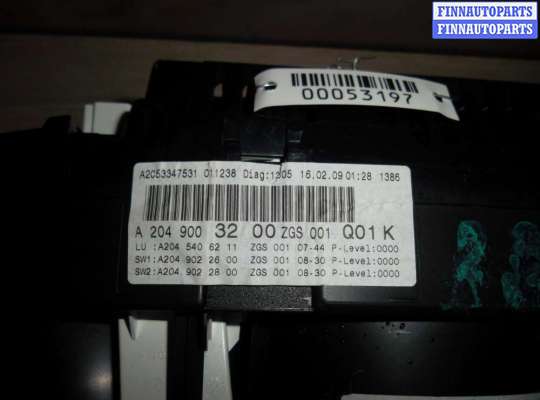 FINNAUTOPARTS
FINNAUTOPARTS
00053197
A2C53347531 011238 Diag:1205 16.02.09 01:28 1386
A 204 900 32 00 ZGS 001 Q01 K
LU :A204 540 62 11 ZGS 001 07-44 P-Level:0000
SW1:A204 902 26 00 ZGS 001 08-30 P-Level:0000
SW2:A204 902 28 00 ZGS 001 08-30 P-Level:0000